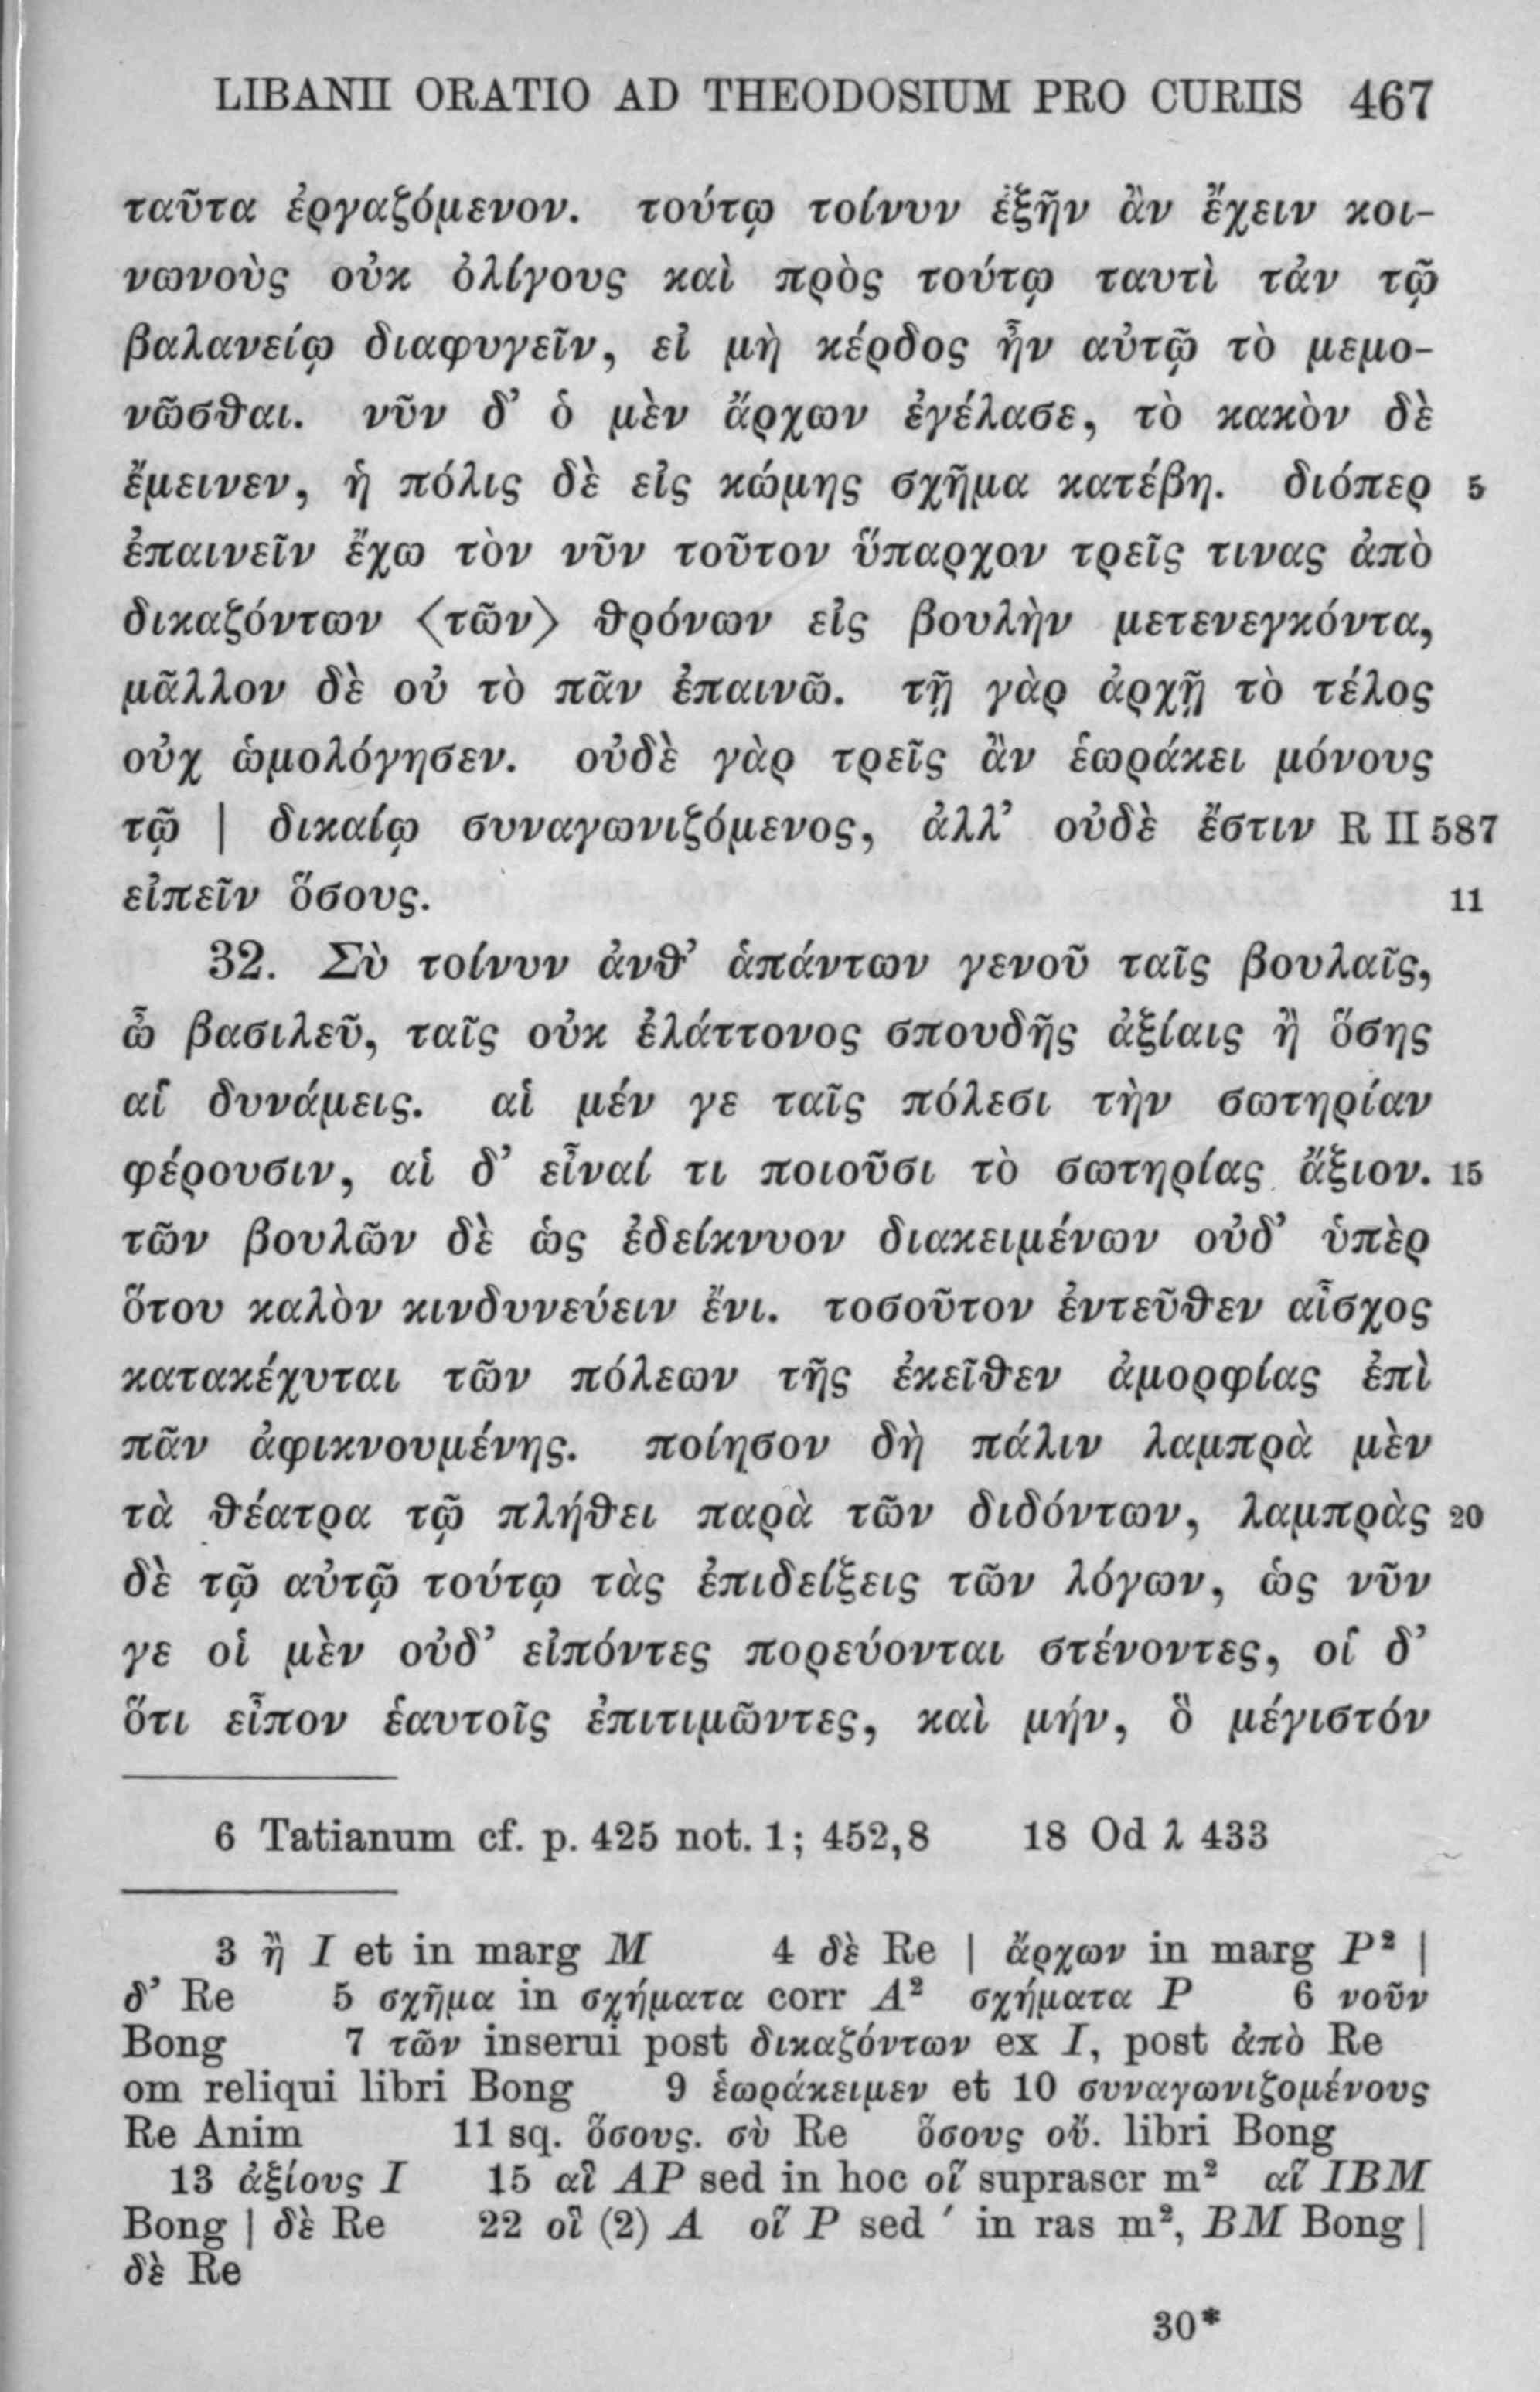 LIBANII ORATIO AD THEODOSIUM PRO CURIIS 467
ταῦτα ἐργαζόμενον. τούτῳ τοίνυν ἐξῆν ἂν ἔχειν κοι-
νωνοὺς οὐκ ὀλίγους καὶ πρὸς τούτῳ ταυτὶ τἀν τῷ
βαλανείῳ διαφυγεῖν, εἰ μὴ κέρδος ἦν αὐτῷ τὸ μεμο-
νῶσθαι. νῦν δ’ ὁ μὲν ἄρχων ἐγέλασε, τὸ κακὸν δὲ
ἔμεινεν, ἡ πόλις δὲ εἰς κώμης σχῆμα κατέβη. διόπερ 5
ἐπαινεῖν ἔχω τὸν νῦν τοῦτον ὕπαρχον τρεῖς τινας ἀπὸ
δικαζόντων ⟨τῶν⟩ θρόνων εἰς βουλὴν μετενεγκόντα,
μᾶλλον δὲ οὐ τὸ πᾶν ἐπαινῶ. τῇ γὰρ ἀρχῇ τὸ τέλος
οὐχ ὡμολόγησεν. οὐδὲ γὰρ τρεῖς ἂν ἑωράκει μόνους
τῷ | δικαίῳ συναγωνιζόμενος, ἀλλ’ οὐδὲ ἔστιν R II 587
εἰπεῖν ὅσους. 11
32. Σὺ τοίνυν ἀνθ’ ἁπάντων γενοῦ ταῖς βουλαῖς,
ὦ βασιλεῦ, ταῖς οὐκ ἐλάττονος σπουδῆς ἀξίαις ἢ ὅσης
αἱ δυνάμεις. αἱ μέν γε ταῖς πόλεσι τὴν σωτηρίαν
φέρουσιν, αἱ δ’ εἶναί τι ποιοῦσι τὸ σωτηρίας ἄξιον. 15
τῶν βουλῶν δὲ ὡς ἐδείκνυον διακειμένων οὐδ’ ὑπὲρ
ὅτου καλὸν κινδυνεύειν ἔνι. τοσοῦτον ἐντεῦθεν αἶσχος
κατακέχυται τῶν πόλεων τῆς ἐκεῖθεν ἀμορφίας ἐπὶ
πᾶν ἀφικνουμένης. ποίησον δὴ πάλιν λαμπρὰ μὲν
τὰ θέατρα τῷ πλήθει παρὰ τῶν διδόντων, λαμπρὰς 20
δὲ τῷ αὐτῷ τούτῳ τὰς ἐπιδείξεις τῶν λόγων, ὡς νῦν
γε οἱ μὲν οὐδ’ εἰπόντες πορεύονται στένοντες, οἱ δ’
ὅτι εἶπον ἑαυτοῖς ἐπιτιμῶντες, καὶ μήν, ὃ μέγιστόν
6 Tatianum cf. p. 425 not. 1; 452,8 18 Od λ 433
3 ἢ I et in marg M 4 δὲ Re | ἄρχων in marg P² |
δ’ Re 5 σχῆμα in σχήματα corr A² σχήματα P 6 νοῦν
Bong 7 τῶν inserui post δικαζόντων ex I, post ἀπὸ Re
om reliqui libri Bong 9 ἑωράκειμεν et 10 συναγωνιζομένους
Re Anim 11 sq. ὅσους. σὺ Re ὅσους οὔ. libri Bong
13 ἀξίους I 15 αἳ AP sed in hoc οἵ suprascr m² αἵ IBM
Bong | δὲ Re 22 οἳ (2) A οἵ P sed ´ in ras m², BM Bong |
δὲ Re
30*